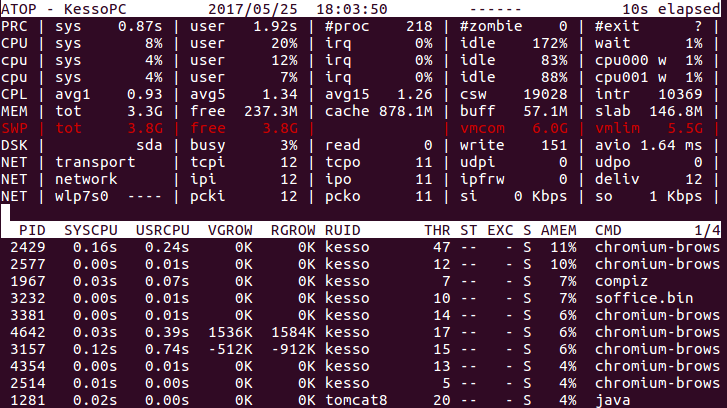 ATOP - KessoPC 2017/05/25 18:03:50 ------ 10s elapsed
PRC | sys 0.87s | user 1.92s | #proc 218 | #zombie 0 | #exit ? |
CPU | sys 8% | user 20% | irq 0% | idle 172% | wait 1% |
cpu | sys 4% | user 12% | irq 0% | idle 83% | cpu000 w 1% |
cpu | sys 4% | user 7% | irq 0% | idle 88% | cpu001 w 1% |
CPL | avg1 0.93 | avg5 1.34 | avg15 1.26 | csw 19028 | intr 10369 |
MEM | tot 3.3G | free 237.3M | cache 878.1M | buff 57.1M | slab 146.8M |
SWP | tot 3.8G | free 3.8G | | vmcom 6.0G | vmlim 5.5G |
DSK | sda | busy 3% | read 0 | write 151 | avio 1.64 ms |
NET | transport | tcpi 12 | tcpo 11 | udpi 0 | udpo 0 |
NET | network | ipi 12 | ipo 11 | ipfrw 0 | deliv 12 |
NET | wlp7s0 ---- | pcki 12 | pcko 11 | si 0 Kbps | so 1 Kbps |
PID SYSCPU USRCPU VGROW RGROW RUID THR ST EXC S AMEM CMD 1/4
2429 0.16s 0.24s 0K 0K kesso 47 -- - S 11% chromium-brows
2577 0.00s 0.01s 0K 0K kesso 12 -- - S 10% chromium-brows
1967 0.03s 0.07s 0K 0K kesso 7 -- - S 7% compiz
3232 0.00s 0.01s 0K 0K kesso 10 -- - S 7% soffice.bin
3381 0.00s 0.01s 0K 0K kesso 14 -- - S 6% chromium-brows
4642 0.03s 0.39s 1536K 1584K kesso 17 -- - S 6% chromium-brows
3157 0.12s 0.74s -512K -912K kesso 15 -- - S 6% chromium-brows
4354 0.00s 0.01s 0K 0K kesso 13 -- - S 4% chromium-brows
2514 0.01s 0.00s 0K 0K kesso 5 -- - S 4% chromium-brows
1281 0.02s 0.00s 0K 0K tomcat8 20 -- - S 4% java